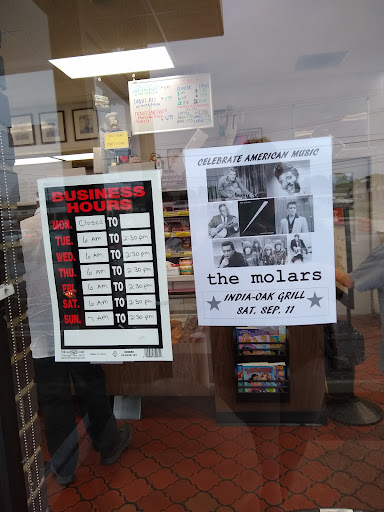 BUSINESS
HOURS
MON. Closed TO
TUE. 6 AM TO 2:30 PM
WED. 6 AM TO 2:30 PM
THU. 6 AM TO 2:30 PM
FRI. 6 AM TO 2:30 PM
SAT. 6 AM TO 2:30 PM
SUN. 7 AM TO 2:30 PM
CELEBRATE AMERICAN MUSIC
the molars
INDIA-OAK GRILL
SAT. SEP. 11